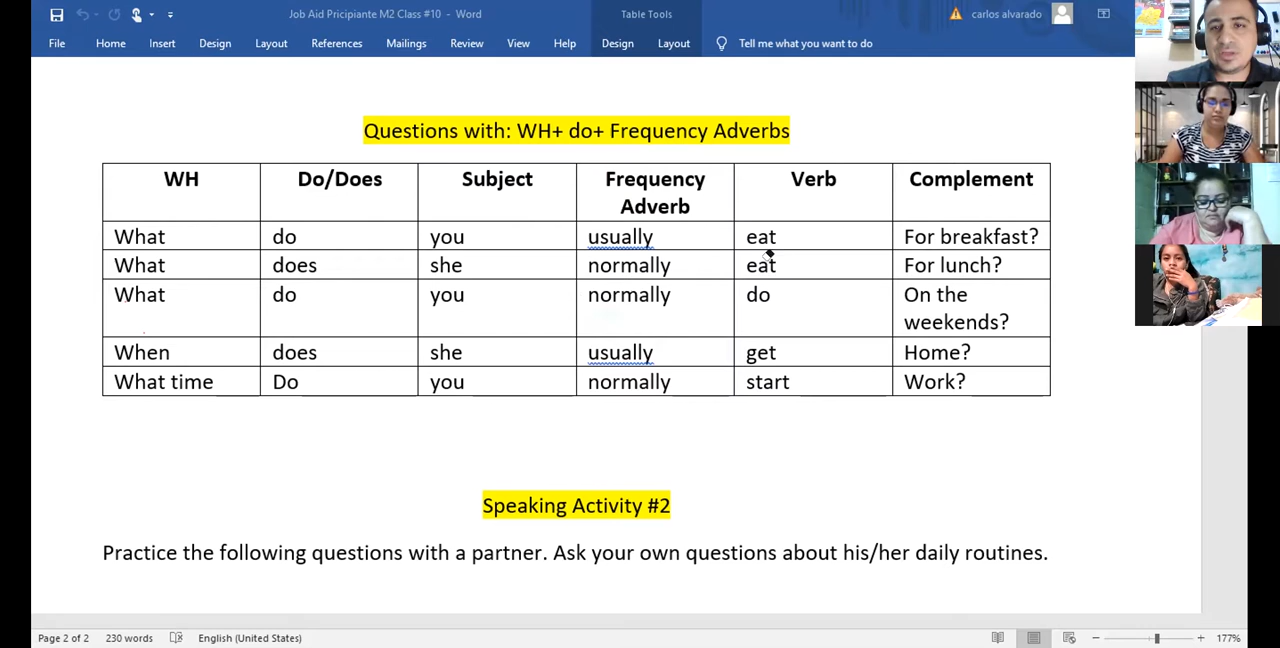 Job Aid Pricipiante M2 Class #10 - Word
Table Tools
carlos alvarado
File Home Insert Design Layout References Mailings Review View Help Design Layout Tell me what you want to do
Questions with: WH+ do+ Frequency Adverbs
WH Do/Does Subject Frequency Adverb Verb Complement
What do you usually eat For breakfast?
What does she normally eat For lunch?
What do you normally do On the weekends?
When does she usually get Home?
What time Do you normally start Work?
Speaking Activity #2
Practice the following questions with a partner. Ask your own questions about his/her daily routines.
Page 2 of 2 230 words English (United States) 177%